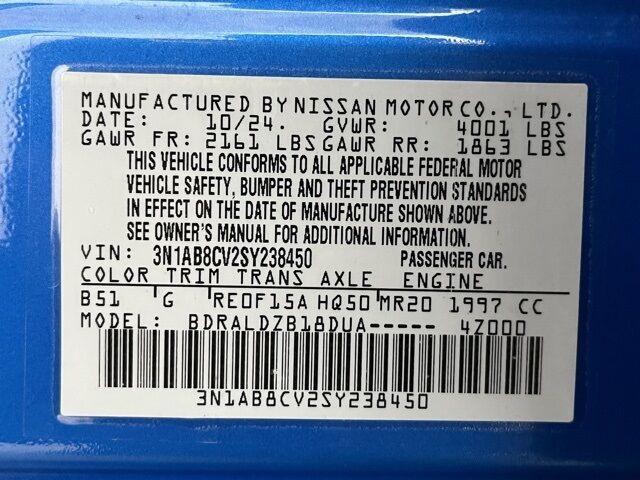 MANUFACTURED BY NISSAN MOTOR CO., LTD.
DATE: 10/24. GVWR: 4001 LBS
GAWR FR: 2161 LBS GAWR RR: 1863 LBS
THIS VEHICLE CONFORMS TO ALL APPLICABLE FEDERAL MOTOR
VEHICLE SAFETY, BUMPER AND THEFT PREVENTION STANDARDS
IN EFFECT ON THE DATE OF MANUFACTURE SHOWN ABOVE.
SEE OWNER'S MANUAL FOR ADDITIONAL INFORMATION.
VIN: 3N1AB8CV2SY238450 PASSENGER CAR.
COLOR TRIM TRANS AXLE ENGINE
B51 G RE0F15A HQ50 MR20 1997 CC
MODEL: BDRALDZB18DUA----- 4Z000
3N1AB8CV2SY238450